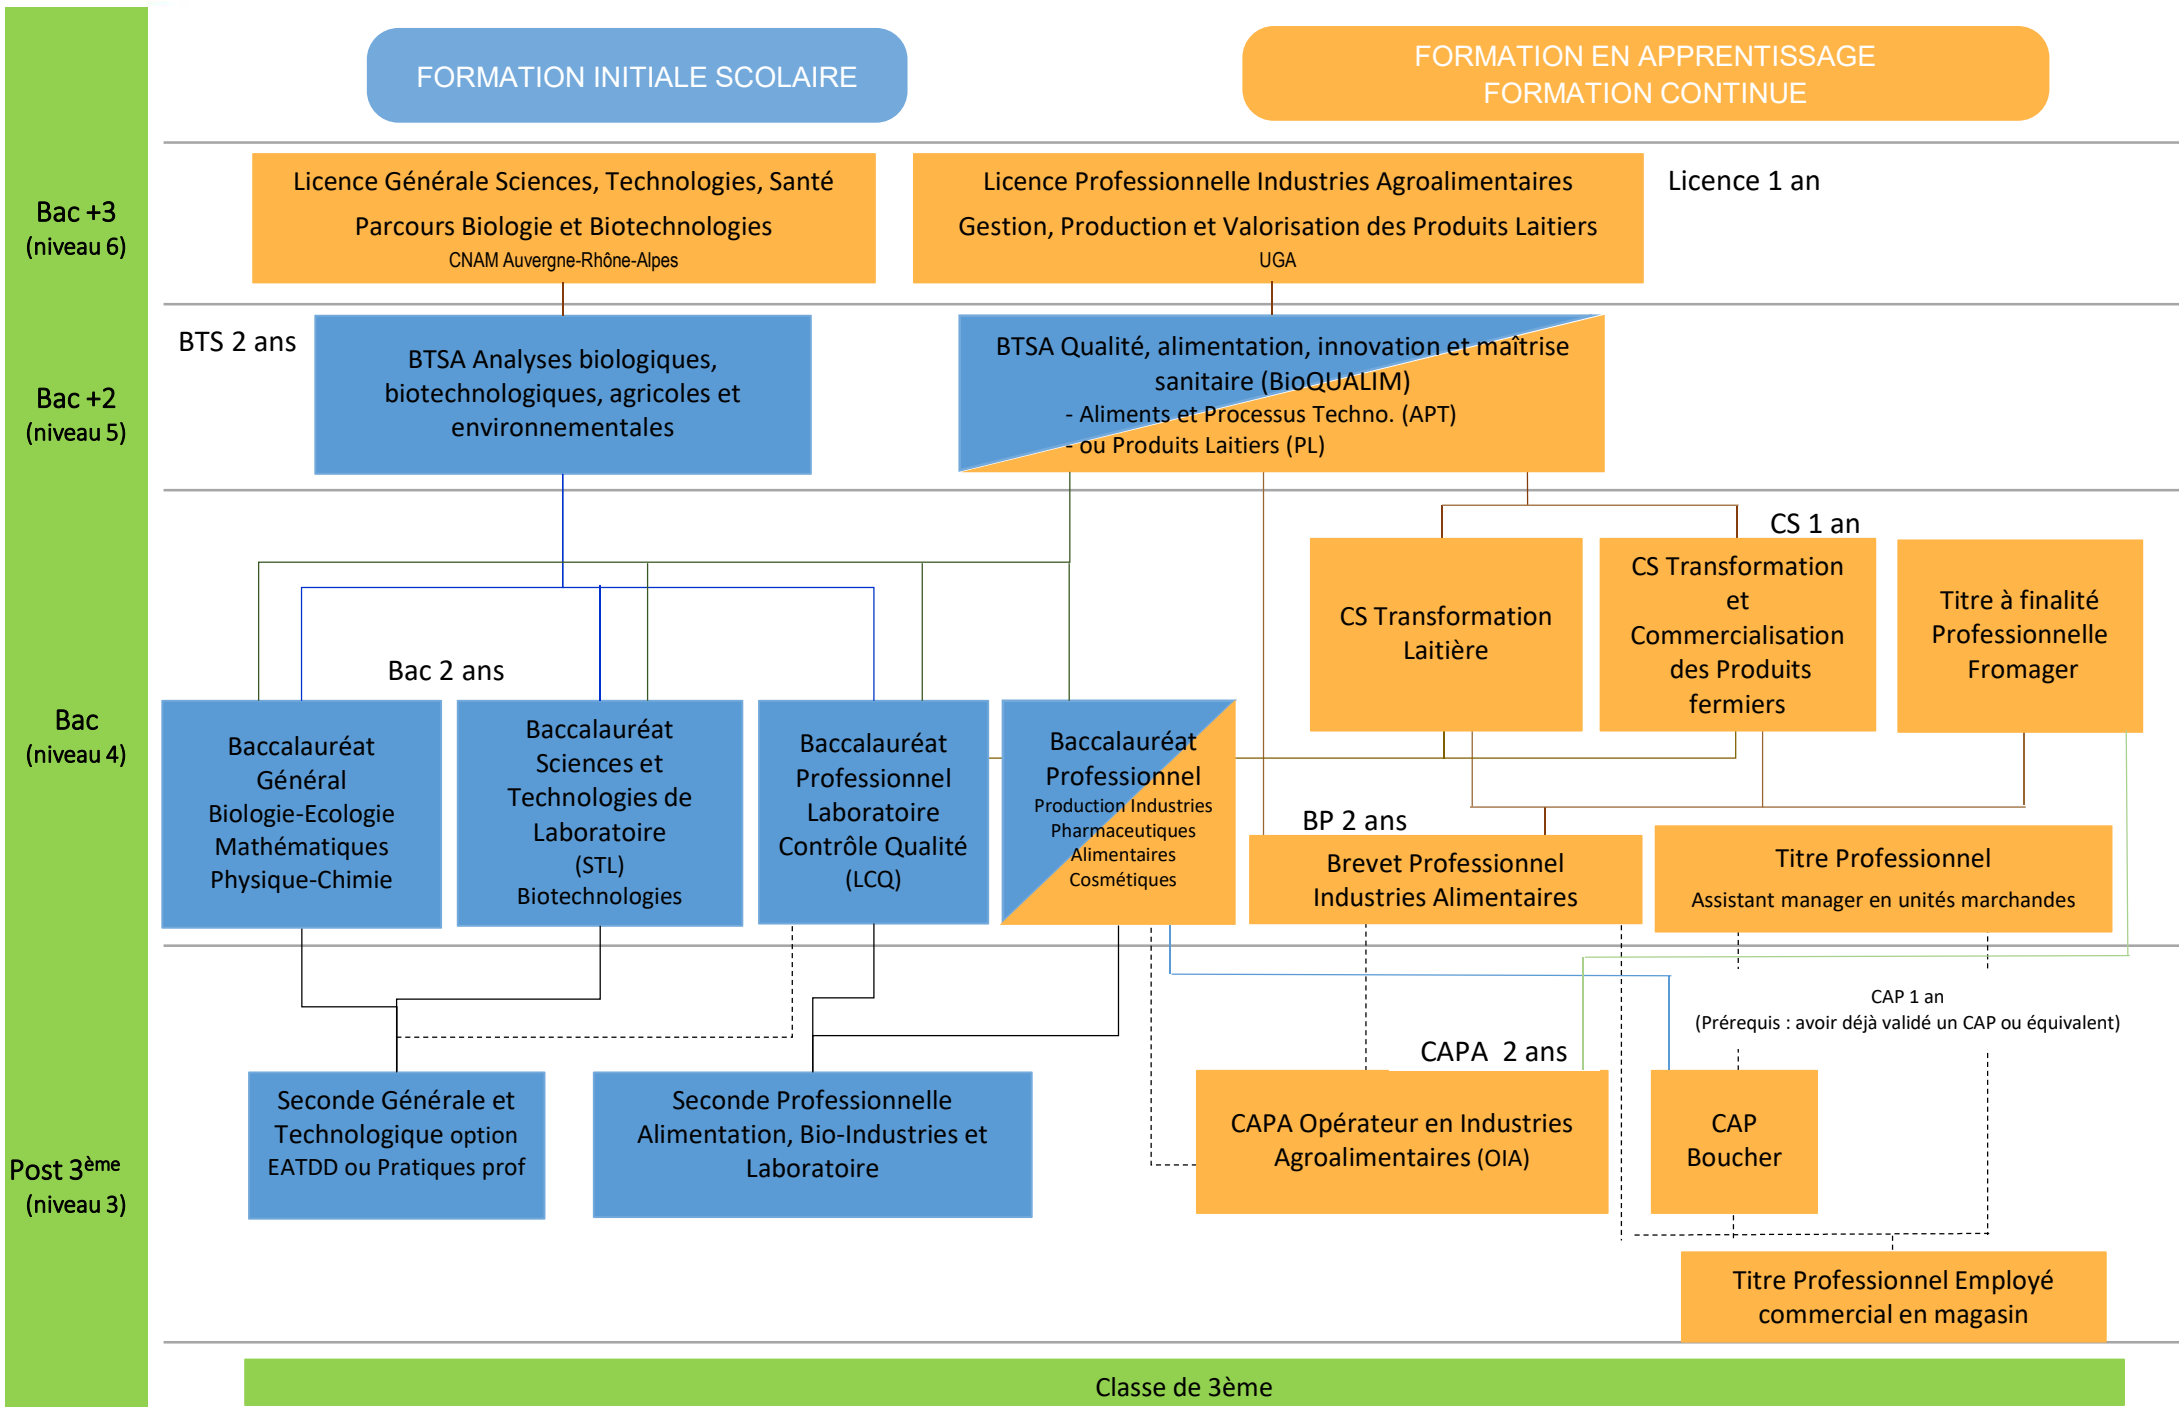 FORMATION INITIALE SCOLAIRE
FORMATION EN APPRENTISSAGE
FORMATION CONTINUE
Bac +3
(niveau 6)
Licence Générale Sciences, Technologies, Santé
Parcours Biologie et Biotechnologies
CNAM Auvergne-Rhône-Alpes
Licence Professionnelle Industries Agroalimentaires
Gestion, Production et Valorisation des Produits Laitiers
UGA
Licence 1 an
Bac +2
(niveau 5)
BTS 2 ans
BTSA Analyses biologiques,
biotechnologiques, agricoles et
environnementales
BTSA Qualité, alimentation, innovation et maîtrise
sanitaire (BioQUALIM)
- Aliments et Processus Techno. (APT)
- ou Produits Laitiers (PL)
Bac
(niveau 4)
CS 1 an
CS Transformation
Laitière
CS Transformation
et
Commercialisation
des Produits
fermiers
Titre à finalité
Professionnelle
Fromager
Bac 2 ans
Baccalauréat
Général
Biologie-Ecologie
Mathématiques
Physique-Chimie
Baccalauréat
Sciences et
Technologies de
Laboratoire
(STL)
Biotechnologies
Baccalauréat
Professionnel
Laboratoire
Contrôle Qualité
(LCQ)
Baccalauréat
Professionnel
Production Industries
Pharmaceutiques
Alimentaires
Cosmétiques
BP 2 ans
Brevet Professionnel
Industries Alimentaires
Titre Professionnel
Assistant manager en unités marchandes
Post 3ème
(niveau 3)
CAP 1 an
(Prérequis : avoir déjà validé un CAP ou équivalent)
CAPA  2 ans
Seconde Générale et
Technologique option
EATDD ou Pratiques prof
Seconde Professionnelle
Alimentation, Bio-Industries et
Laboratoire
CAPA Opérateur en Industries
Agroalimentaires (OIA)
CAP
Boucher
Titre Professionnel Employé
commercial en magasin
Classe de 3ème